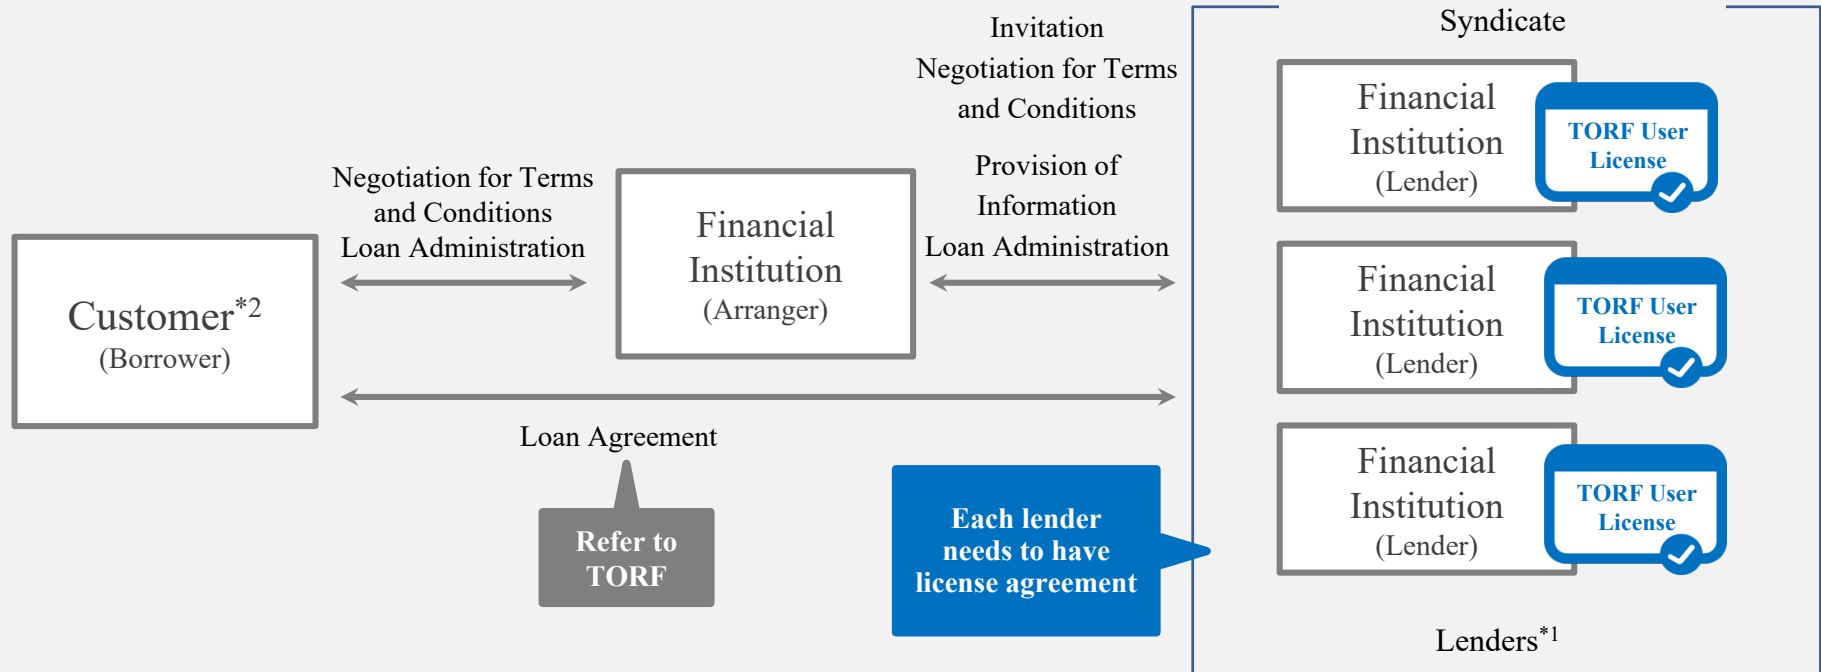 Customer*2
(Borrower)
Negotiation for Terms
and Conditions
Loan Administration
Financial
Institution
(Arranger)
Invitation
Negotiation for Terms
and Conditions
Provision of
Information
Loan Administration
Loan Agreement
Refer to
TORF
Each lender
needs to have
license agreement
Syndicate
Financial
Institution
(Lender)
TORF User
License
Financial
Institution
(Lender)
TORF User
License
Financial
Institution
(Lender)
TORF User
License
Lenders*1